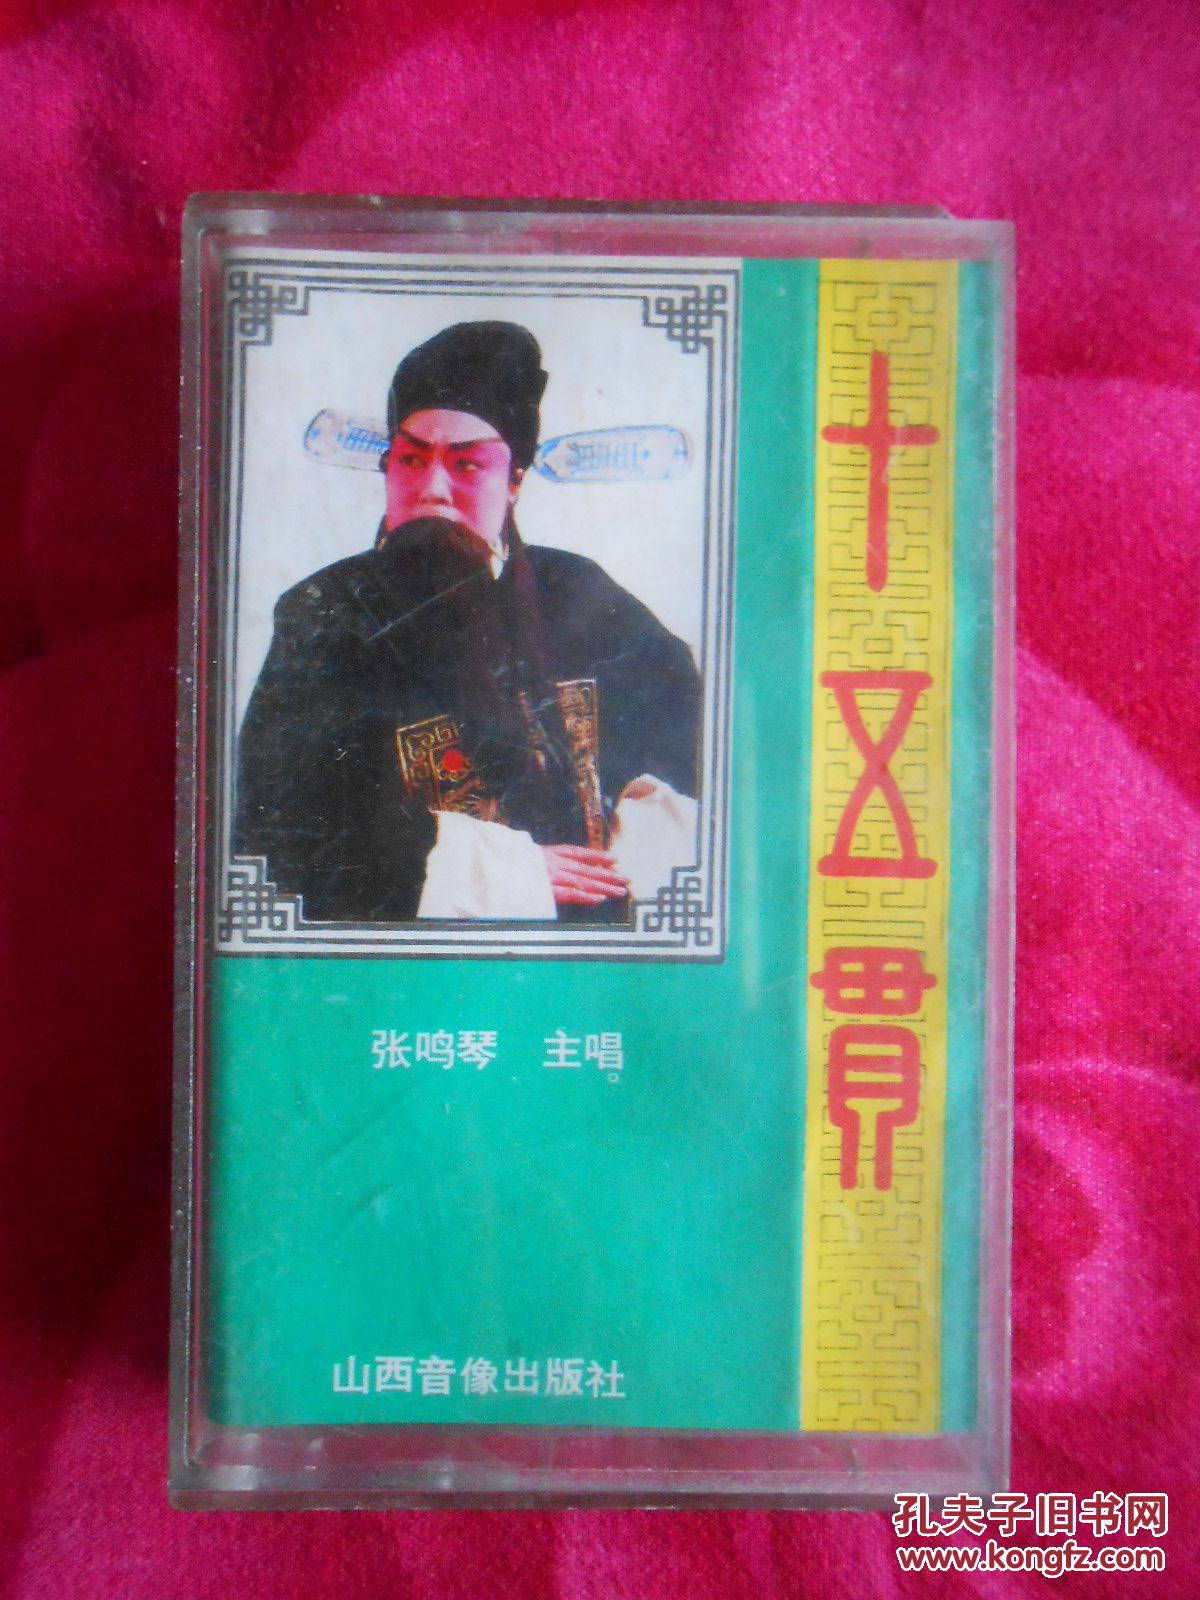 十五貫
张鸣琴 主唱。
山西音像出版社
孔夫子旧书网
www.kongfz.com